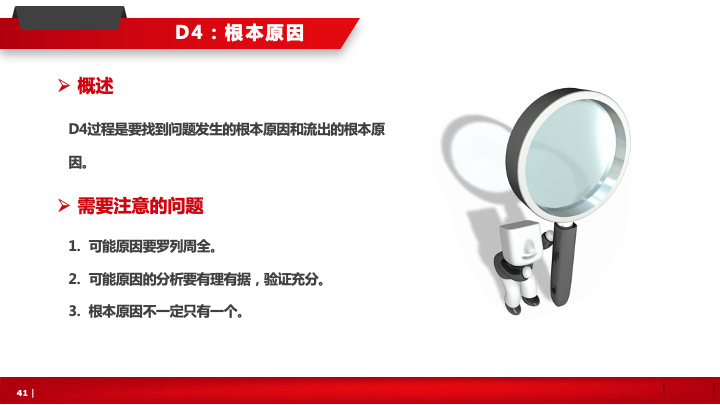 D4：根本原因
➢ 概述
D4过程是要找到问题发生的根本原因和流出的根本原
因。
➢ 需要注意的问题
1. 可能原因要罗列周全。
2. 可能原因的分析要有理有据，验证充分。
3. 根本原因不一定只有一个。
41 |